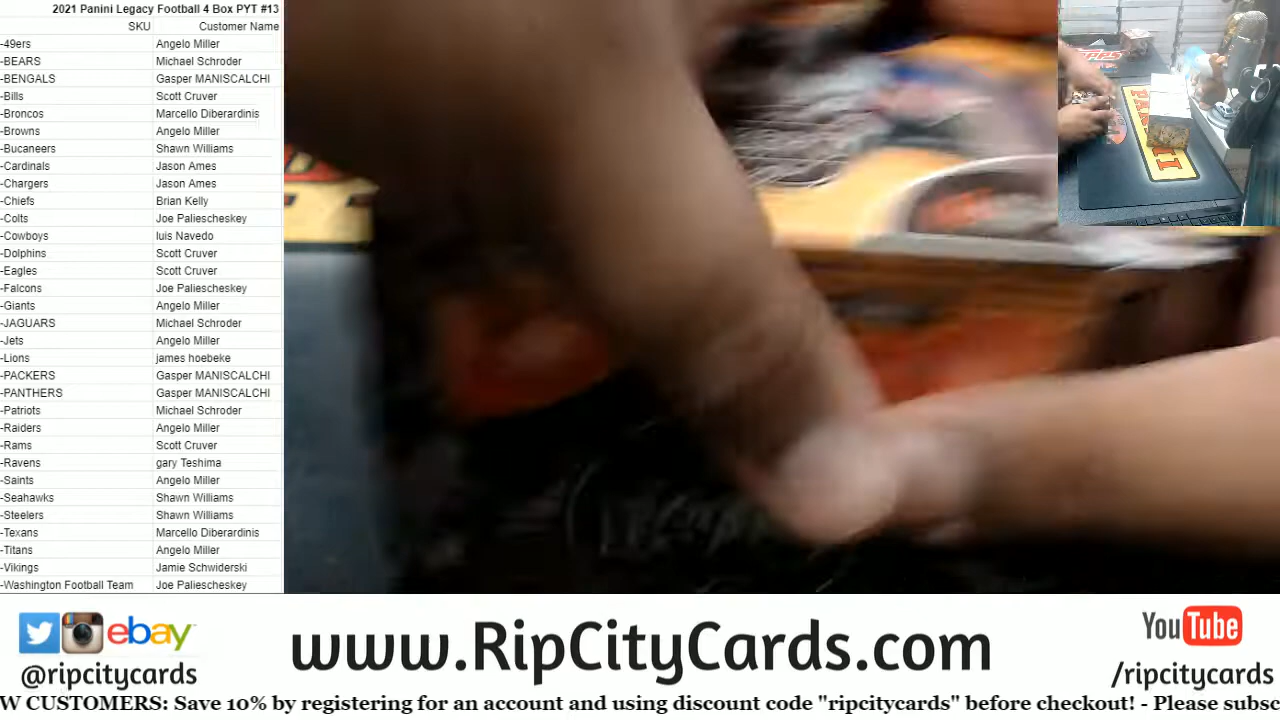 2021 Panini Legacy Football 4 Box PYT #13
SKU Customer Name
-49ers Angelo Miller
-BEARS Michael Schroder
-BENGALS Gasper MANISCALCHI
-Bills Scott Cruver
-Broncos Marcello Diberardinis
-Browns Angelo Miller
-Bucaneers Shawn Williams
-Cardinals Jason Ames
-Chargers Jason Ames
-Chiefs Brian Kelly
-Colts Joe Paliescheskey
-Cowboys luis Navedo
-Dolphins Scott Cruver
-Eagles Scott Cruver
-Falcons Joe Paliescheskey
-Giants Angelo Miller
-JAGUARS Michael Schroder
-Jets Angelo Miller
-Lions james hoebeke
-PACKERS Gasper MANISCALCHI
-PANTHERS Gasper MANISCALCHI
-Patriots Michael Schroder
-Raiders Angelo Miller
-Rams Scott Cruver
-Ravens gary Teshima
-Saints Angelo Miller
-Seahawks Shawn Williams
-Steelers Shawn Williams
-Texans Marcello Diberardinis
-Titans Angelo Miller
-Vikings Jamie Schwiderski
-Washington Football Team Joe Paliescheskey
ebay
@ripcitycards
www.RipCityCards.com
YouTube
/ripcitycards
W CUSTOMERS: Save 10% by registering for an account and using discount code "ripcitycards" before checkout! - Please subsc